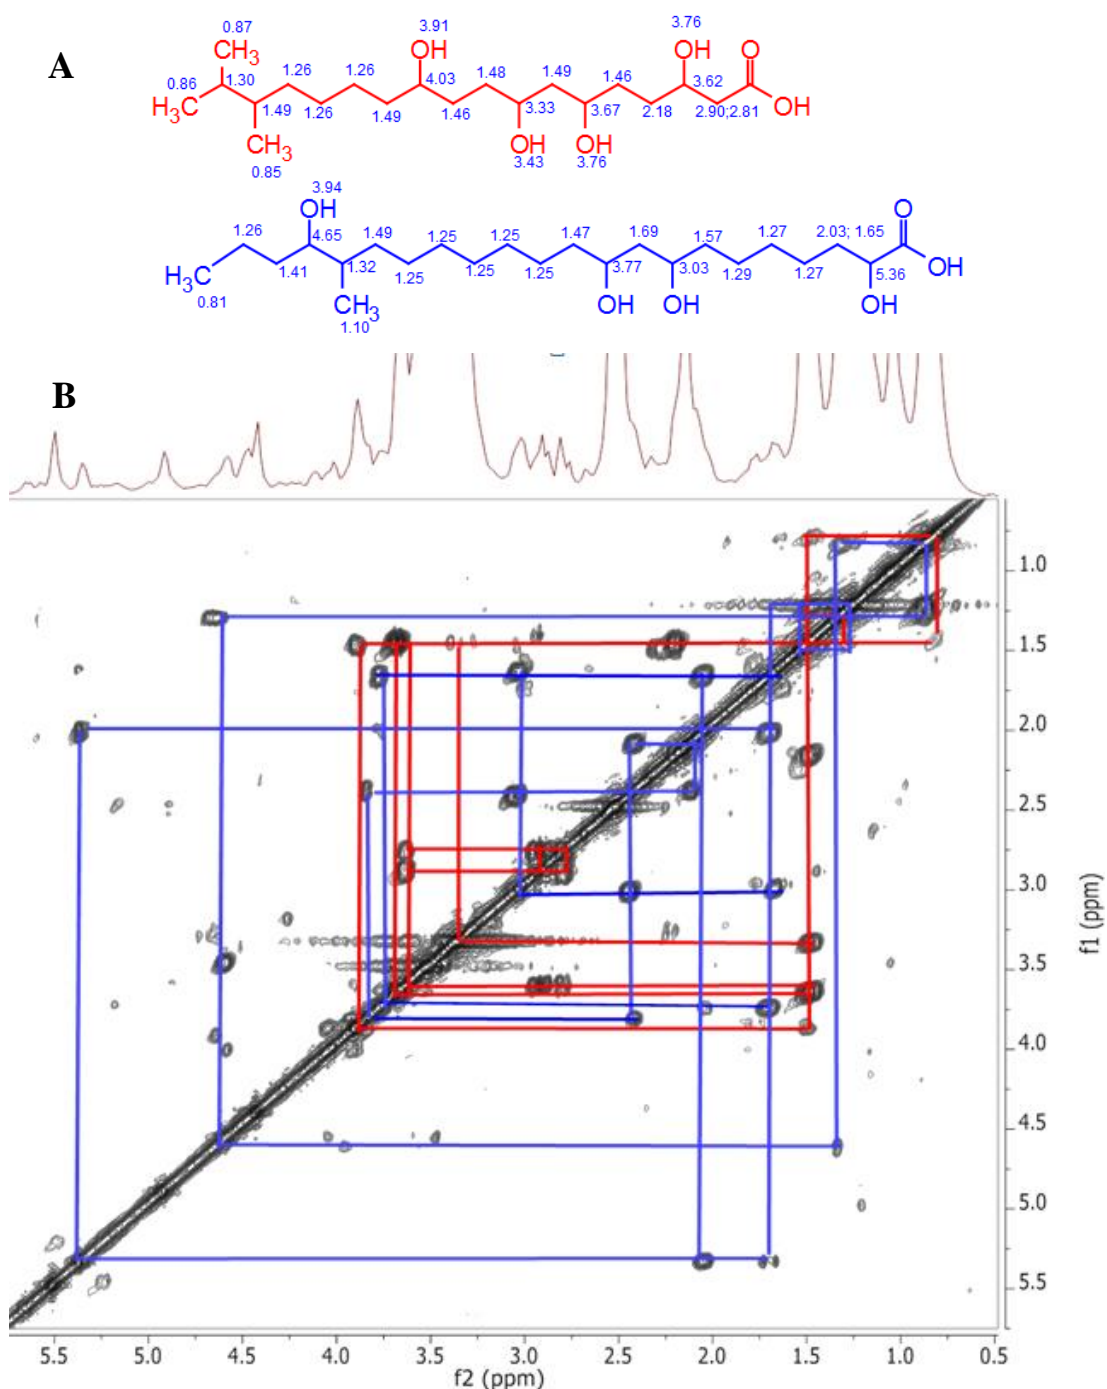 A
0.87
CH3
3.91
OH
3.76
OH
O
0.86
1.30
1.26
1.26
4.03
1.48
1.49
1.46
3.62
H3C
1.49
1.26
1.49
1.46
3.33
3.67
2.18
2.90;2.81
OH
CH3
OH
OH
0.85
3.43
3.76
3.94
OH
O
1.26
4.65
1.49
1.25
1.25
1.47
1.69
1.57
1.27
2.03; 1.65
H3C
1.41
1.32
1.25
1.25
1.25
3.77
3.03
1.29
1.27
5.36
OH
0.81
CH3
OH
OH
OH
1.10
B
1.0
1.5
2.0
2.5
3.0
3.5
4.0
4.5
5.0
5.5
f1 (ppm)
5.5 5.0 4.5 4.0 3.5 3.0 2.5 2.0 1.5 1.0 0.5
f2 (ppm)